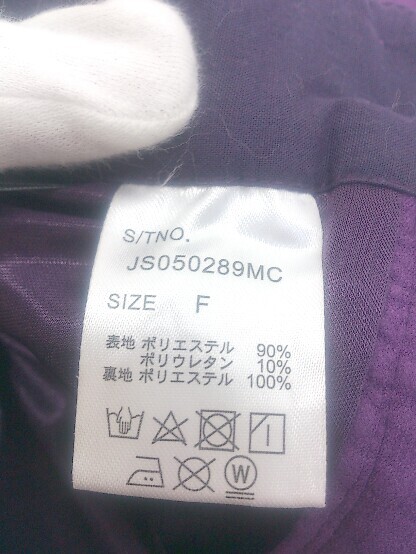 S/TNO.
JS050289MC
SIZE F
表地 ポリエステル 90%
ポリウレタン 10%
裏地 ポリエステル 100%
W